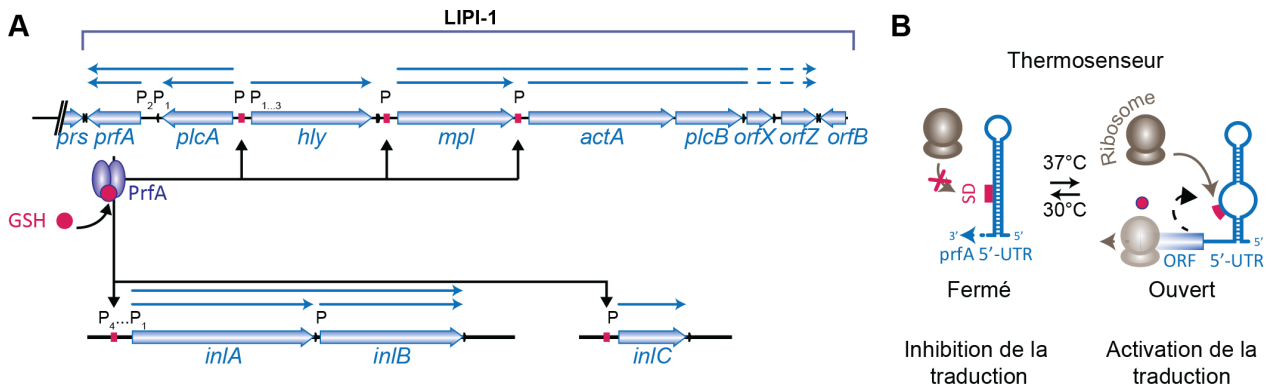 A
LIPI-1
P2P1 P P1...3 P P
prs prfA plcA hly mpl actA plcB orfX orfZ orfB
PrfA
GSH
P4...P1 P P
inlA inlB inlC
B
Thermosenseur
Ribosome
37°C
30°C
SD
3′ 5′
prfA 5′-UTR
ORF 5′-UTR
5′
Fermé Ouvert
Inhibition de la
traduction
Activation de la
traduction